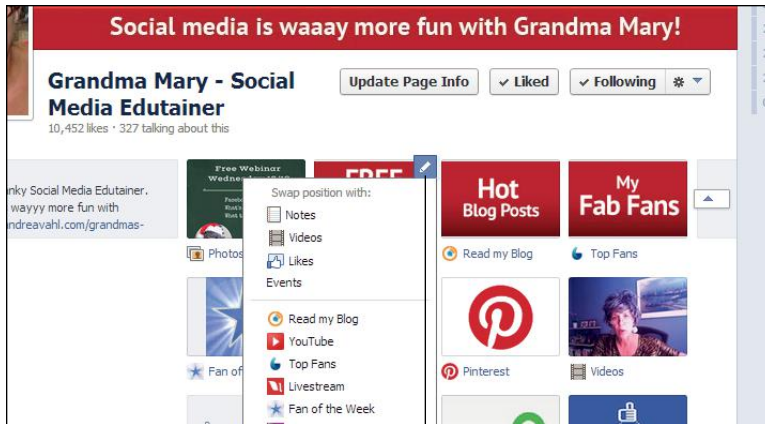 Social media is waaay more fun with Grandma Mary!
Grandma Mary - Social
Media Edutainer
10,452 likes · 327 talking about this
Update Page Info
✓ Liked
✓ Following
nky Social Media Edutainer.
wayyy more fun with
ndreavahl.com/grandmas-
Free Webinar
FREE
Hot
Blog Posts
My
Fab Fans
Photos
Read my Blog
Top Fans
Swap position with:
Notes
Videos
Likes
Events
Read my Blog
YouTube
Top Fans
Livestream
Fan of the Week
Fan of
Pinterest
Videos